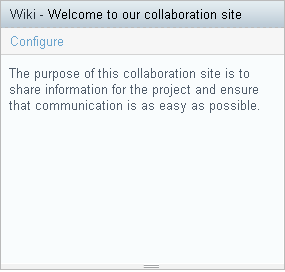 Wiki - Welcome to our collaboration site
Configure
The purpose of this collaboration site is to
share information for the project and ensure
that communication is as easy as possible.